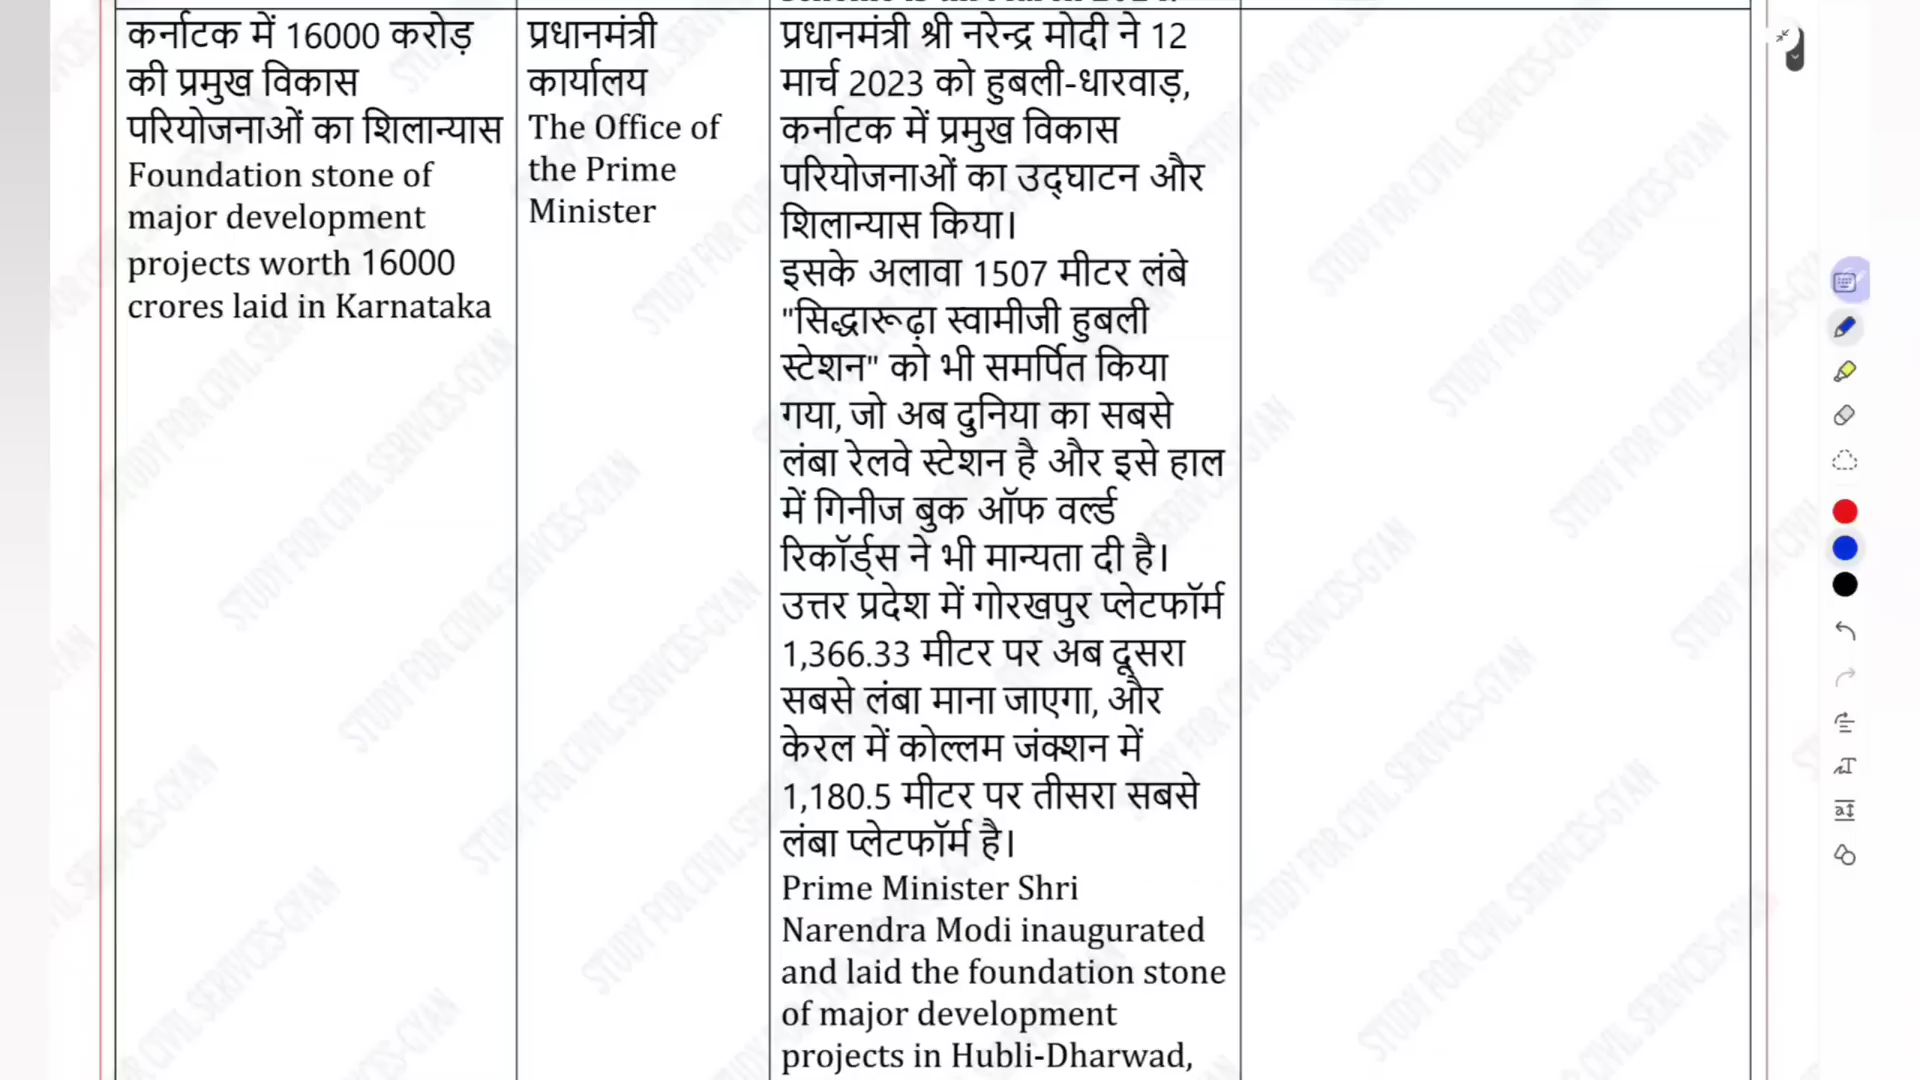 कर्नाटक में 16000 करोड़
की प्रमुख विकास
परियोजनाओं का शिलान्यास
Foundation stone of
major development
projects worth 16000
crores laid in Karnataka
प्रधानमंत्री
कार्यालय
The Office of
the Prime
Minister
प्रधानमंत्री श्री नरेन्द्र मोदी ने 12
मार्च 2023 को हुबली-धारवाड़,
कर्नाटक में प्रमुख विकास
परियोजनाओं का उद्घाटन और
शिलान्यास किया।
इसके अलावा 1507 मीटर लंबे
"सिद्धारूढ़ा स्वामीजी हुबली
स्टेशन" को भी समर्पित किया
गया, जो अब दुनिया का सबसे
लंबा रेलवे स्टेशन है और इसे हाल
में गिनीज बुक ऑफ वर्ल्ड
रिकॉर्ड्स ने भी मान्यता दी है।
उत्तर प्रदेश में गोरखपुर प्लेटफॉर्म
1,366.33 मीटर पर अब दूसरा
सबसे लंबा माना जाएगा, और
केरल में कोल्लम जंक्शन में
1,180.5 मीटर पर तीसरा सबसे
लंबा प्लेटफॉर्म है।
Prime Minister Shri
Narendra Modi inaugurated
and laid the foundation stone
of major development
projects in Hubli-Dharwad,
STUDY FOR CIVIL SERIVCES-GYAN